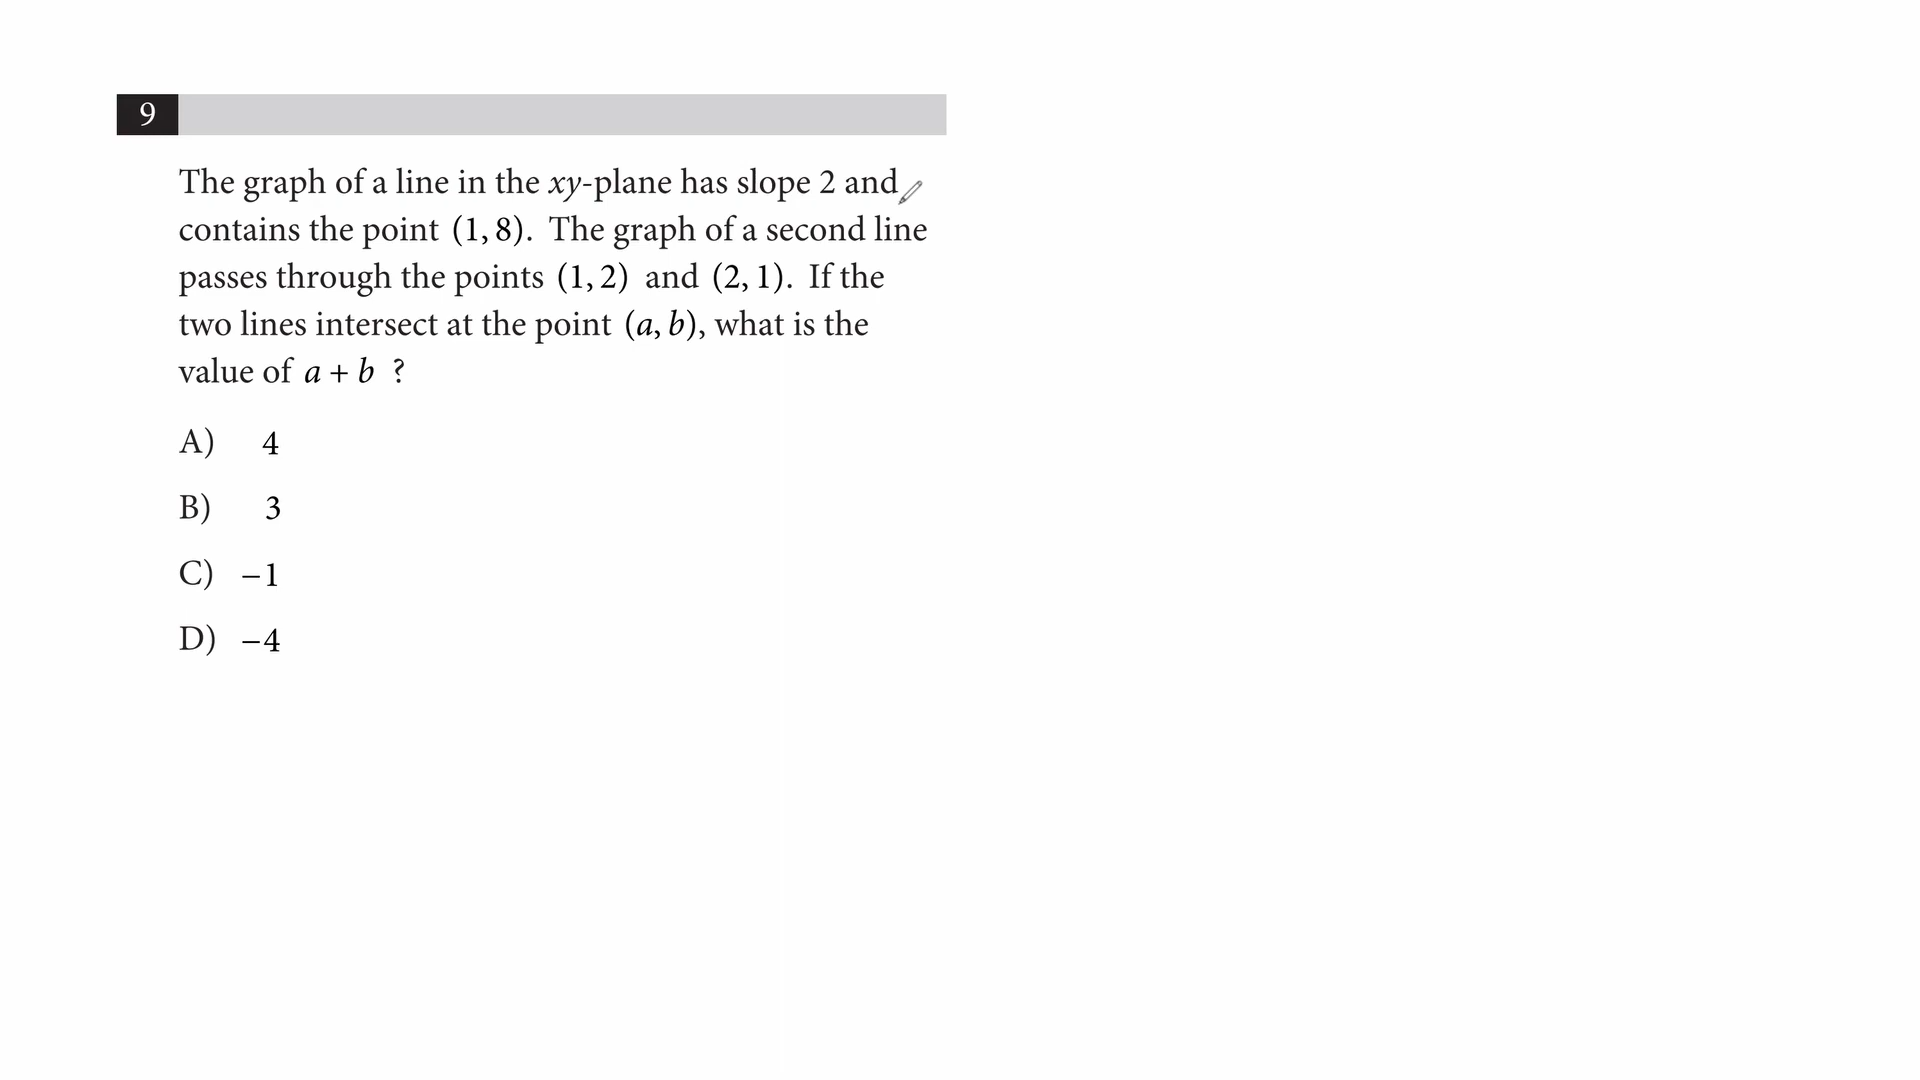 9
The graph of a line in the xy-plane has slope 2 and
contains the point (1, 8). The graph of a second line
passes through the points (1, 2) and (2, 1). If the
two lines intersect at the point (a, b), what is the
value of a + b ?
A) 4
B) 3
C) −1
D) −4